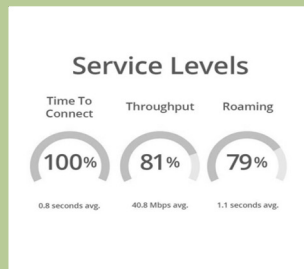 Service Levels
Time To
Connect
Throughput
Roaming
100%
81%
79%
0.8 seconds avg.
40.8 Mbps avg.
1.1 seconds avg.